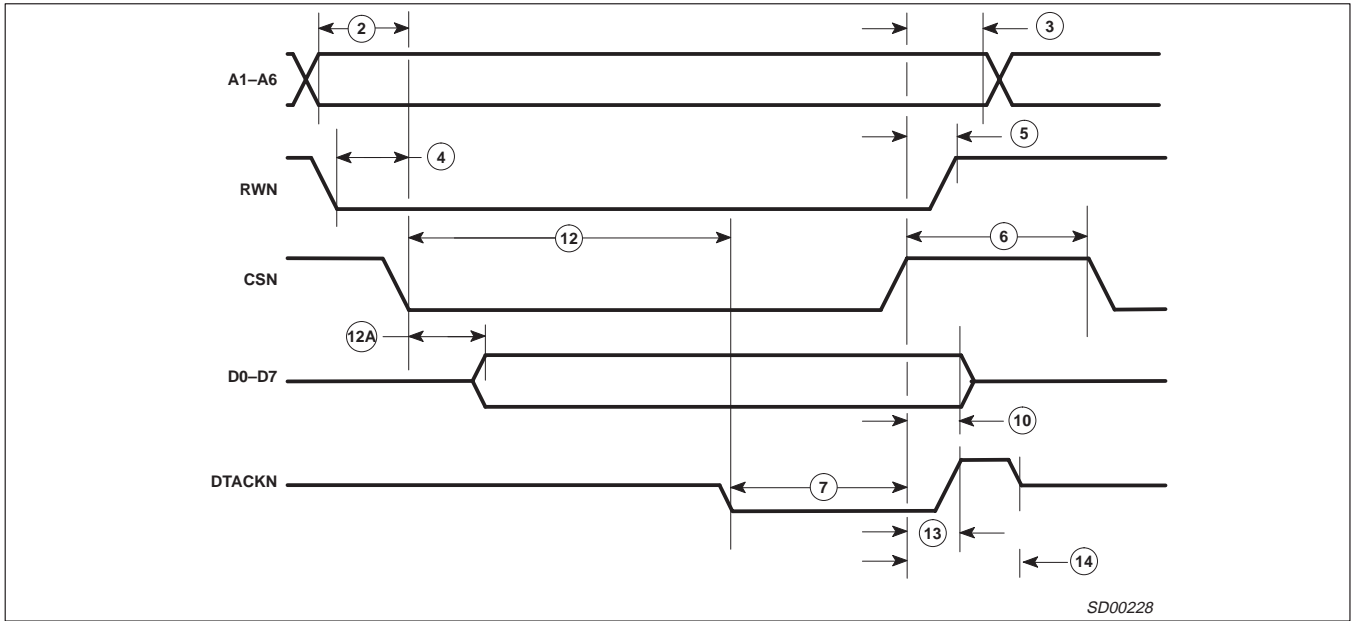 2
3
A1–A6
5
4
RWN
12
6
CSN
12A
D0–D7
10
DTACKN
7
13
14
SD00228